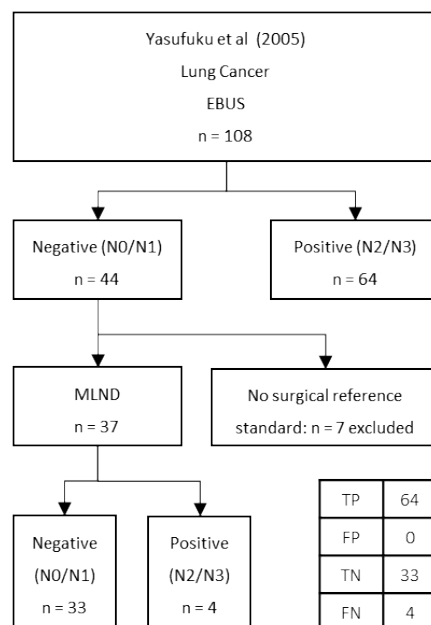 Yasufuku et al (2005)
Lung Cancer
EBUS
n = 108
Negative (N0/N1)
n = 44
Positive (N2/N3)
n = 64
MLND
n = 37
No surgical reference
standard: n = 7 excluded
Negative
(N0/N1)
n = 33
Positive
(N2/N3)
n = 4
TP 64
FP 0
TN 33
FN 4